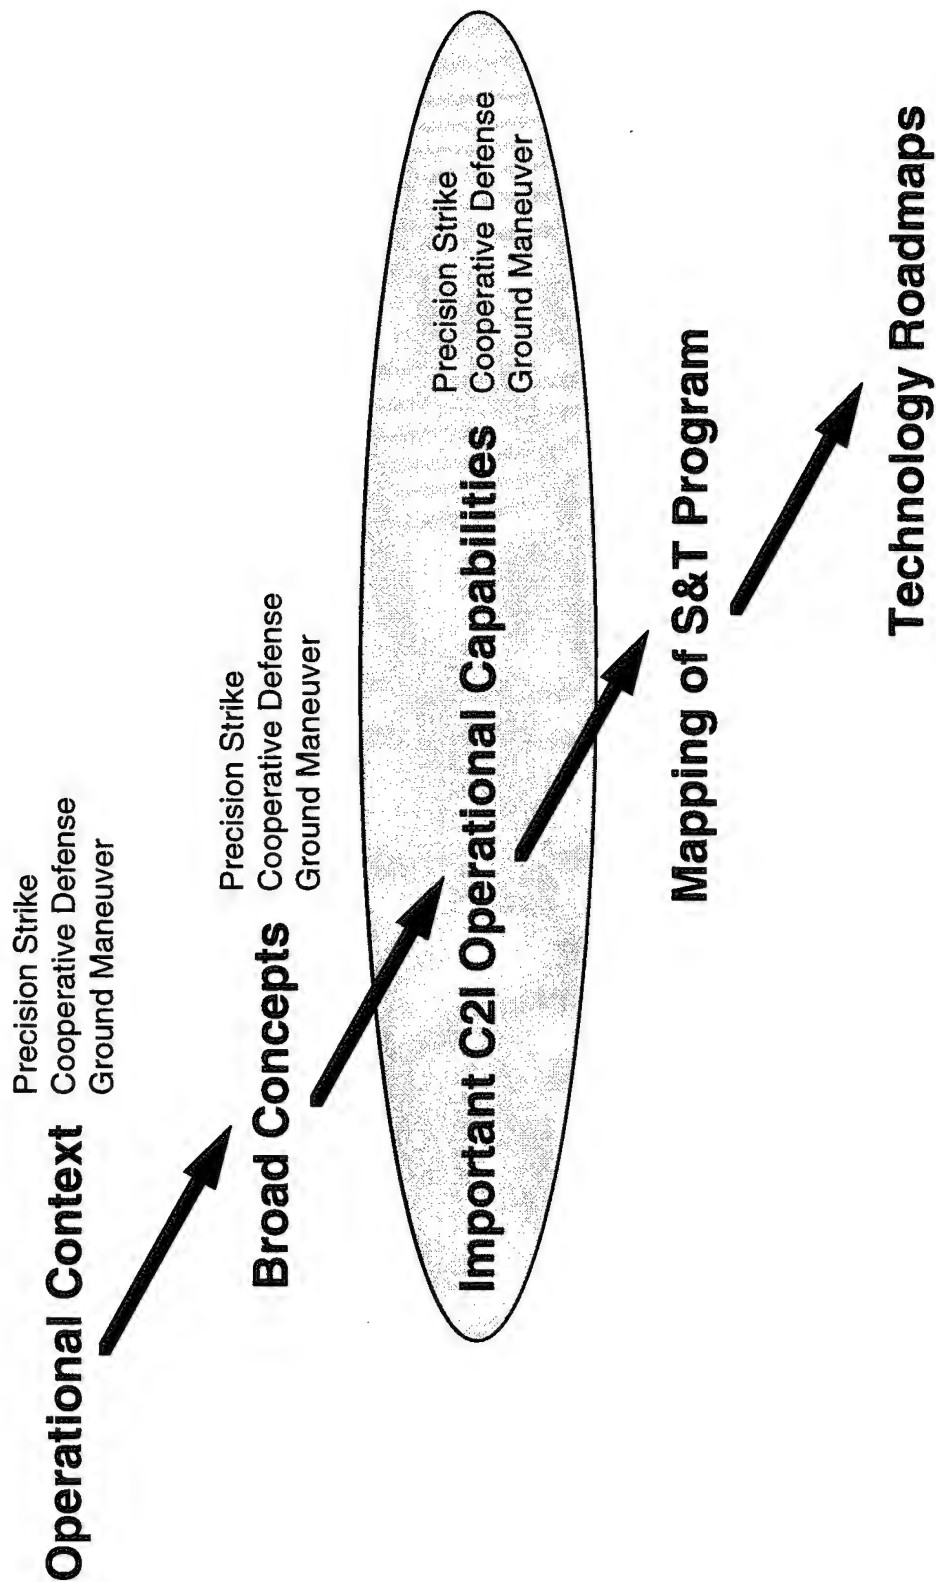 Operational Context
Precision Strike
Cooperative Defense
Ground Maneuver
Broad Concepts
Precision Strike
Cooperative Defense
Ground Maneuver
Important C2I Operational Capabilities
Precision Strike
Cooperative Defense
Ground Maneuver
Mapping of S&T Program
Technology Roadmaps